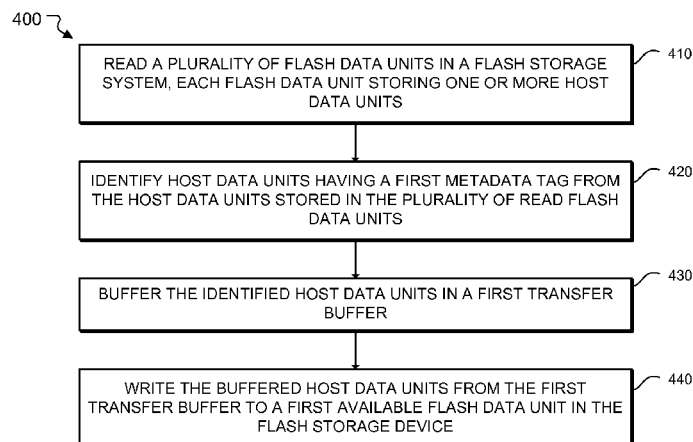 400
READ A PLURALITY OF FLASH DATA UNITS IN A FLASH STORAGE
SYSTEM, EACH FLASH DATA UNIT STORING ONE OR MORE HOST
DATA UNITS
410
IDENTIFY HOST DATA UNITS HAVING A FIRST METADATA TAG FROM
THE HOST DATA UNITS STORED IN THE PLURALITY OF READ FLASH
DATA UNITS
420
BUFFER THE IDENTIFIED HOST DATA UNITS IN A FIRST TRANSFER
BUFFER
430
WRITE THE BUFFERED HOST DATA UNITS FROM THE FIRST
TRANSFER BUFFER TO A FIRST AVAILABLE FLASH DATA UNIT IN THE
FLASH STORAGE DEVICE
440